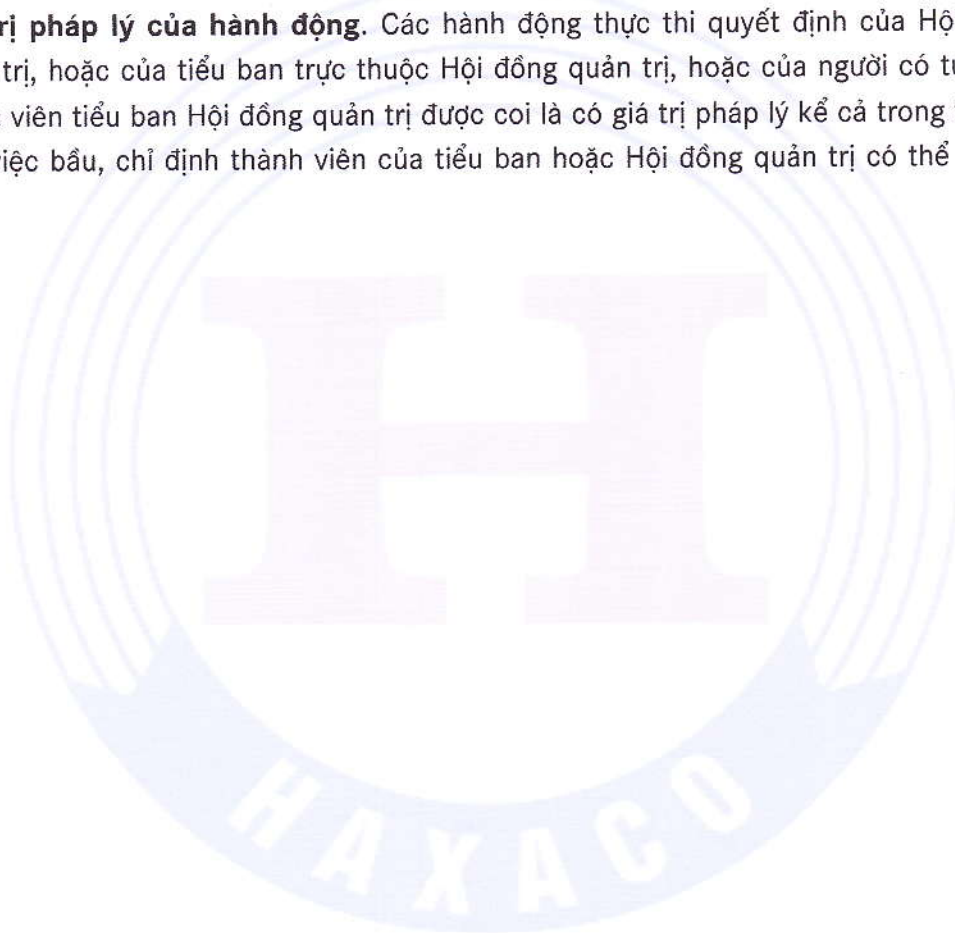 rị pháp lý của hành động. Các hành động thực thi quyết định của Hộ
trị, hoặc của tiểu ban trực thuộc Hội đồng quản trị, hoặc của người có tu
viên tiểu ban Hội đồng quản trị được coi là có giá trị pháp lý kể cả trong
iệc bầu, chỉ định thành viên của tiểu ban hoặc Hội đồng quản trị có thể
H
HAXACO